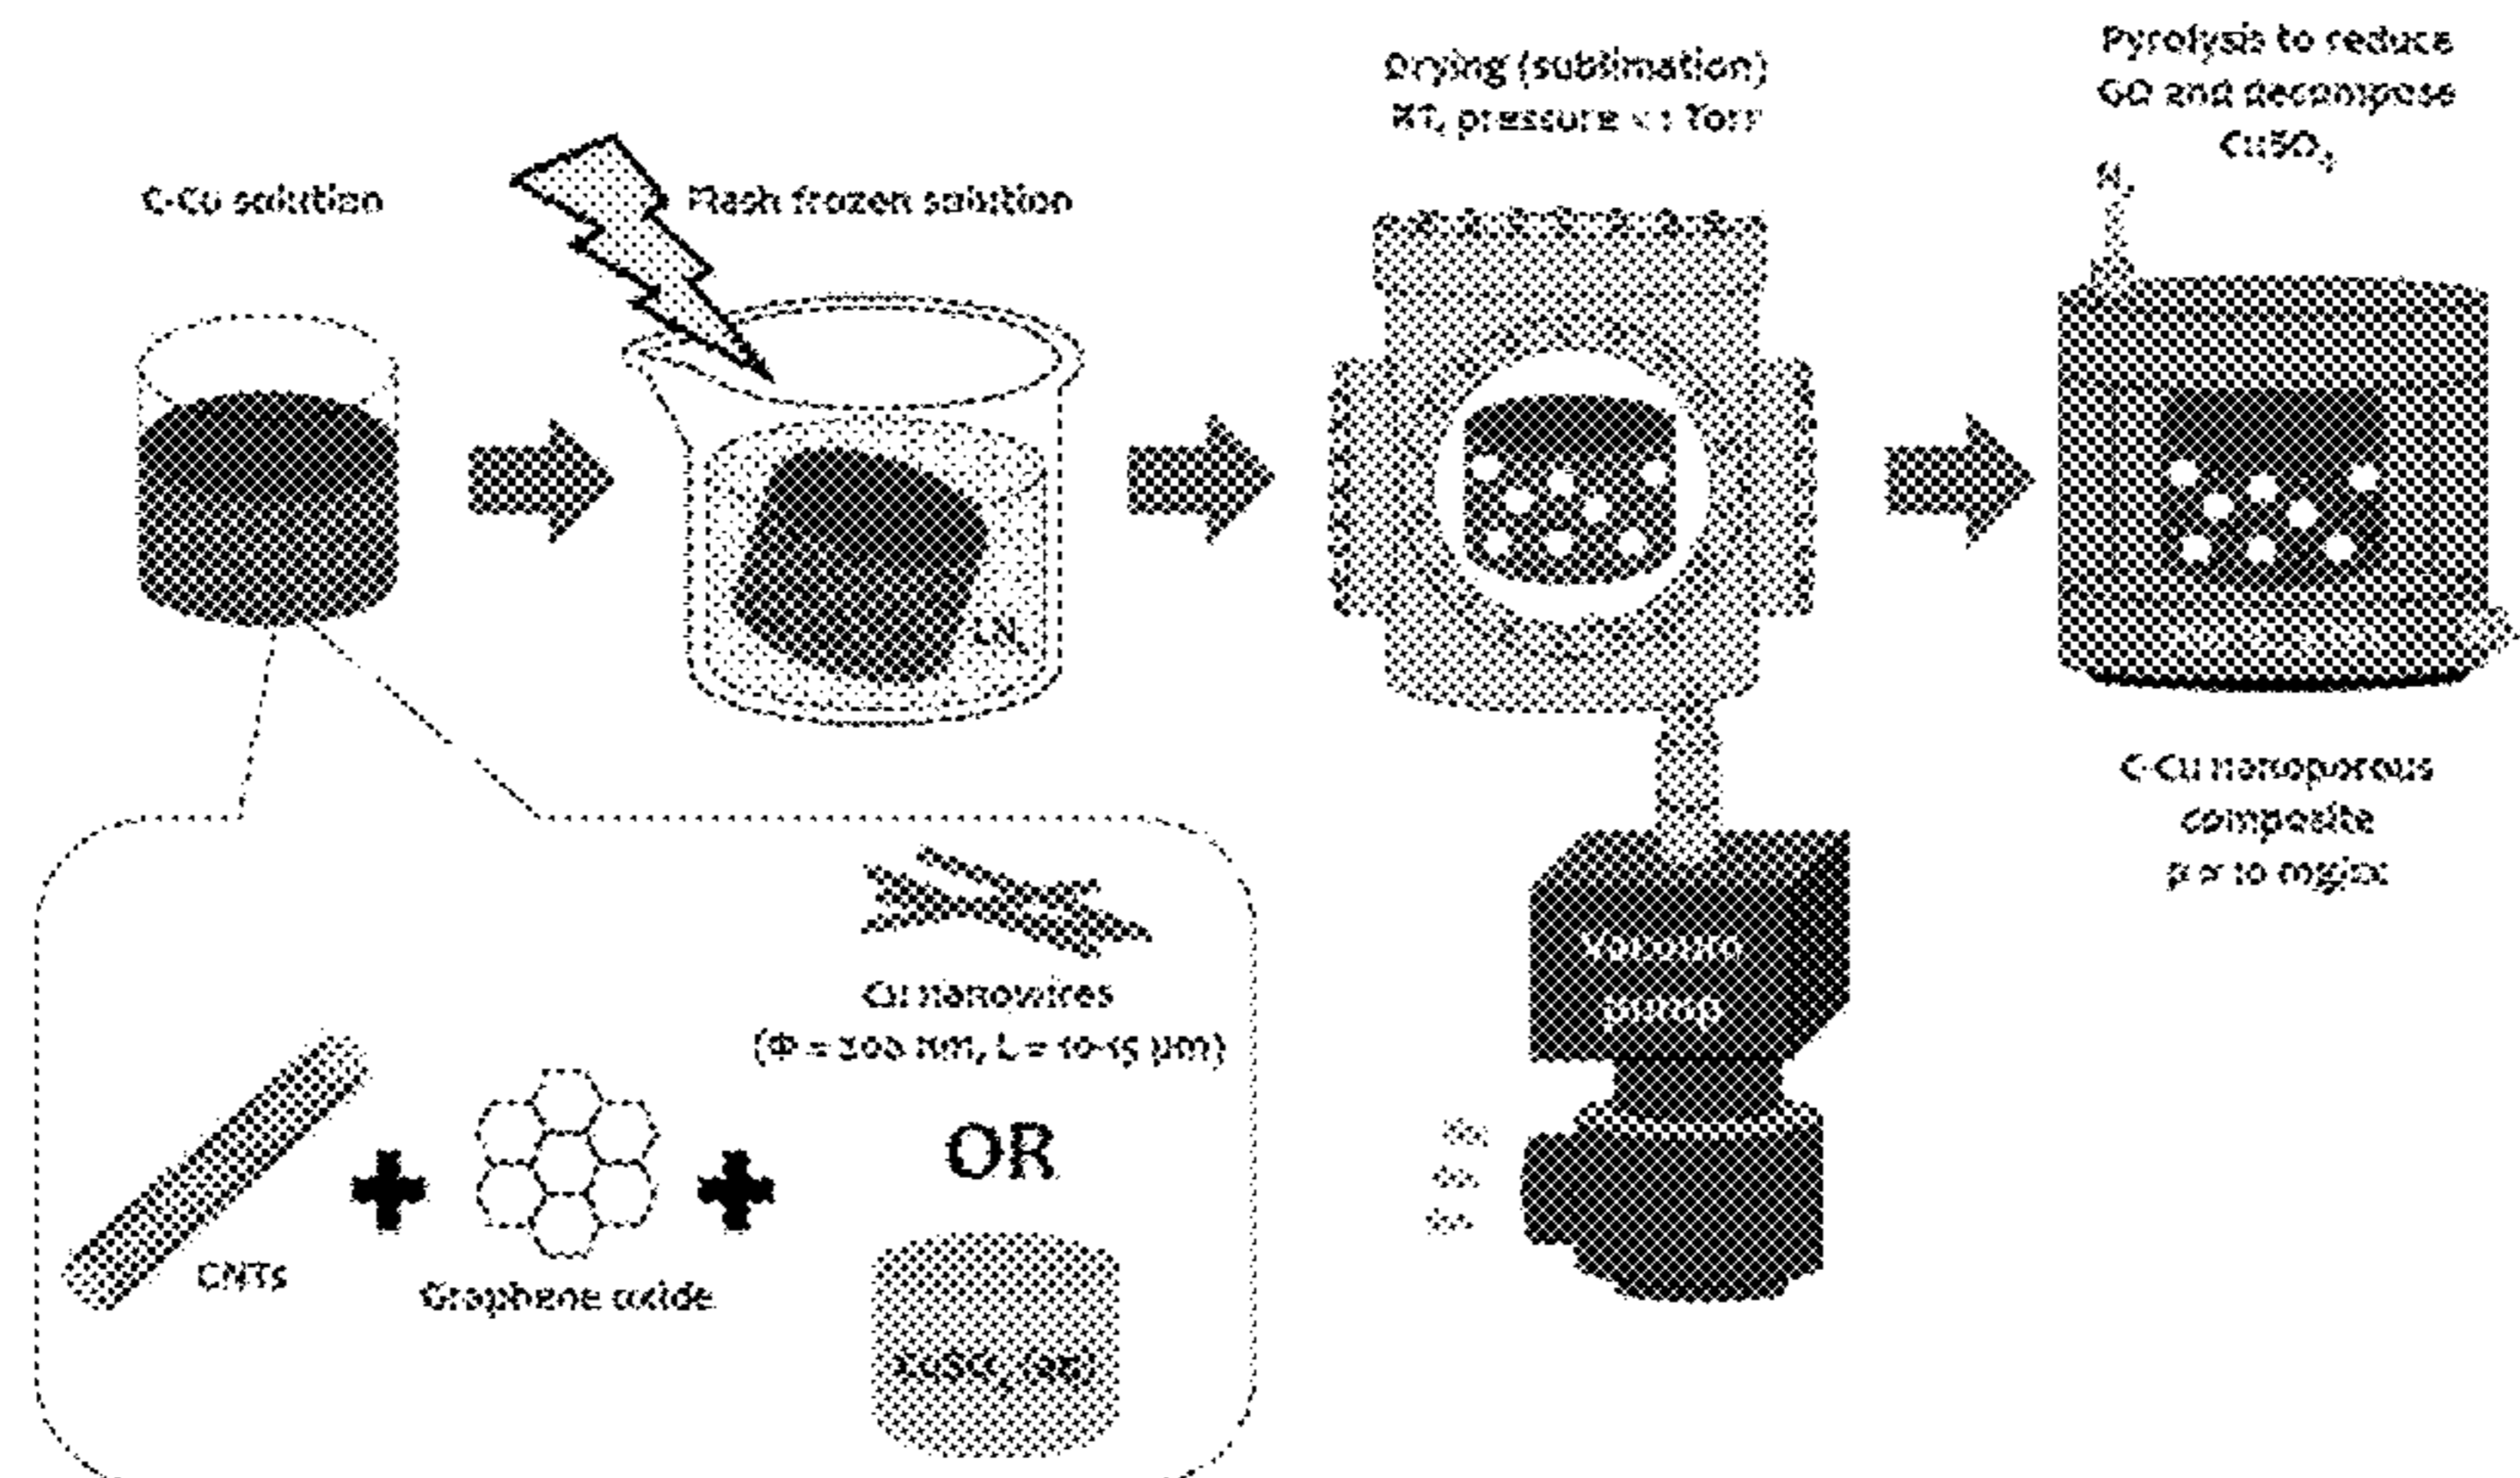 C-Cu solution
Flash frozen solution
Drying (sublimation)
RT, pressure < 1 Torr
Pyrolysis to reduce
GO and decompose
CuSO₄
N₂
LN₂
C-Cu nanoporous
composite
mg/cc
Vacuum
pump
Cu nanowires
(Φ = 200 nm, L = 10-15 μm)
OR
CNTs
Graphene oxide
CuSO₄ (aq)